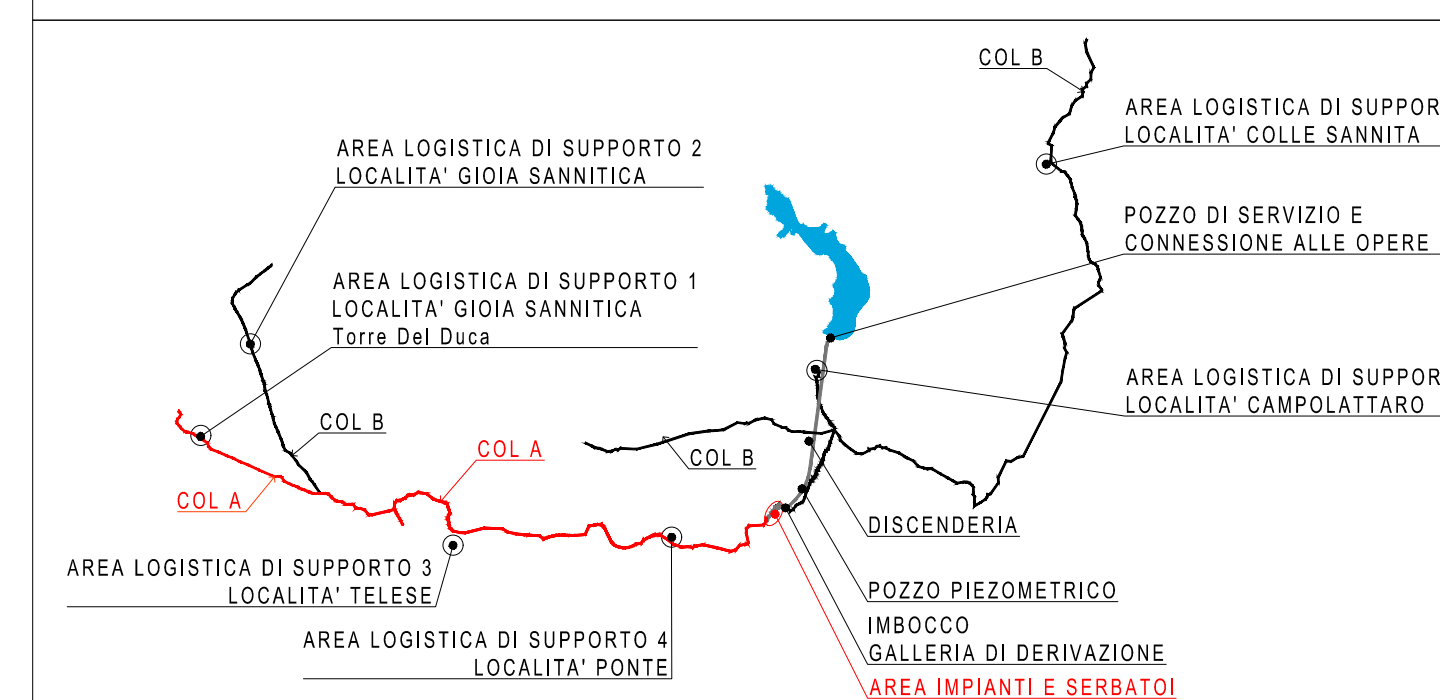 COL B
AREA LOGISTICA DI
LOCALITA' COLLE SANNITA
AREA LOGISTICA DI SUPPORTO 2
LOCALITA' GIOIA SANNITICA
POZZO DI SERVIZIO E
CONNESSIONE ALLE OPERE
AREA LOGISTICA DI SUPPORTO 1
LOCALITA' GIOIA SANNITICA
Torre Del Duca
AREA LOGISTICA DI
LOCALITA' CAMPOLATTARO
COL B
COL A
COL B
COL A
DISCENDERIA
AREA LOGISTICA DI SUPPORTO 3
LOCALITA' TELESE
POZZO PIEZOMETRICO
IMBOCCO
GALLERIA DI DERIVAZIONE
AREA LOGISTICA DI SUPPORTO 4
LOCALITA' PONTE
AREA IMPIANTI E SERBATOI